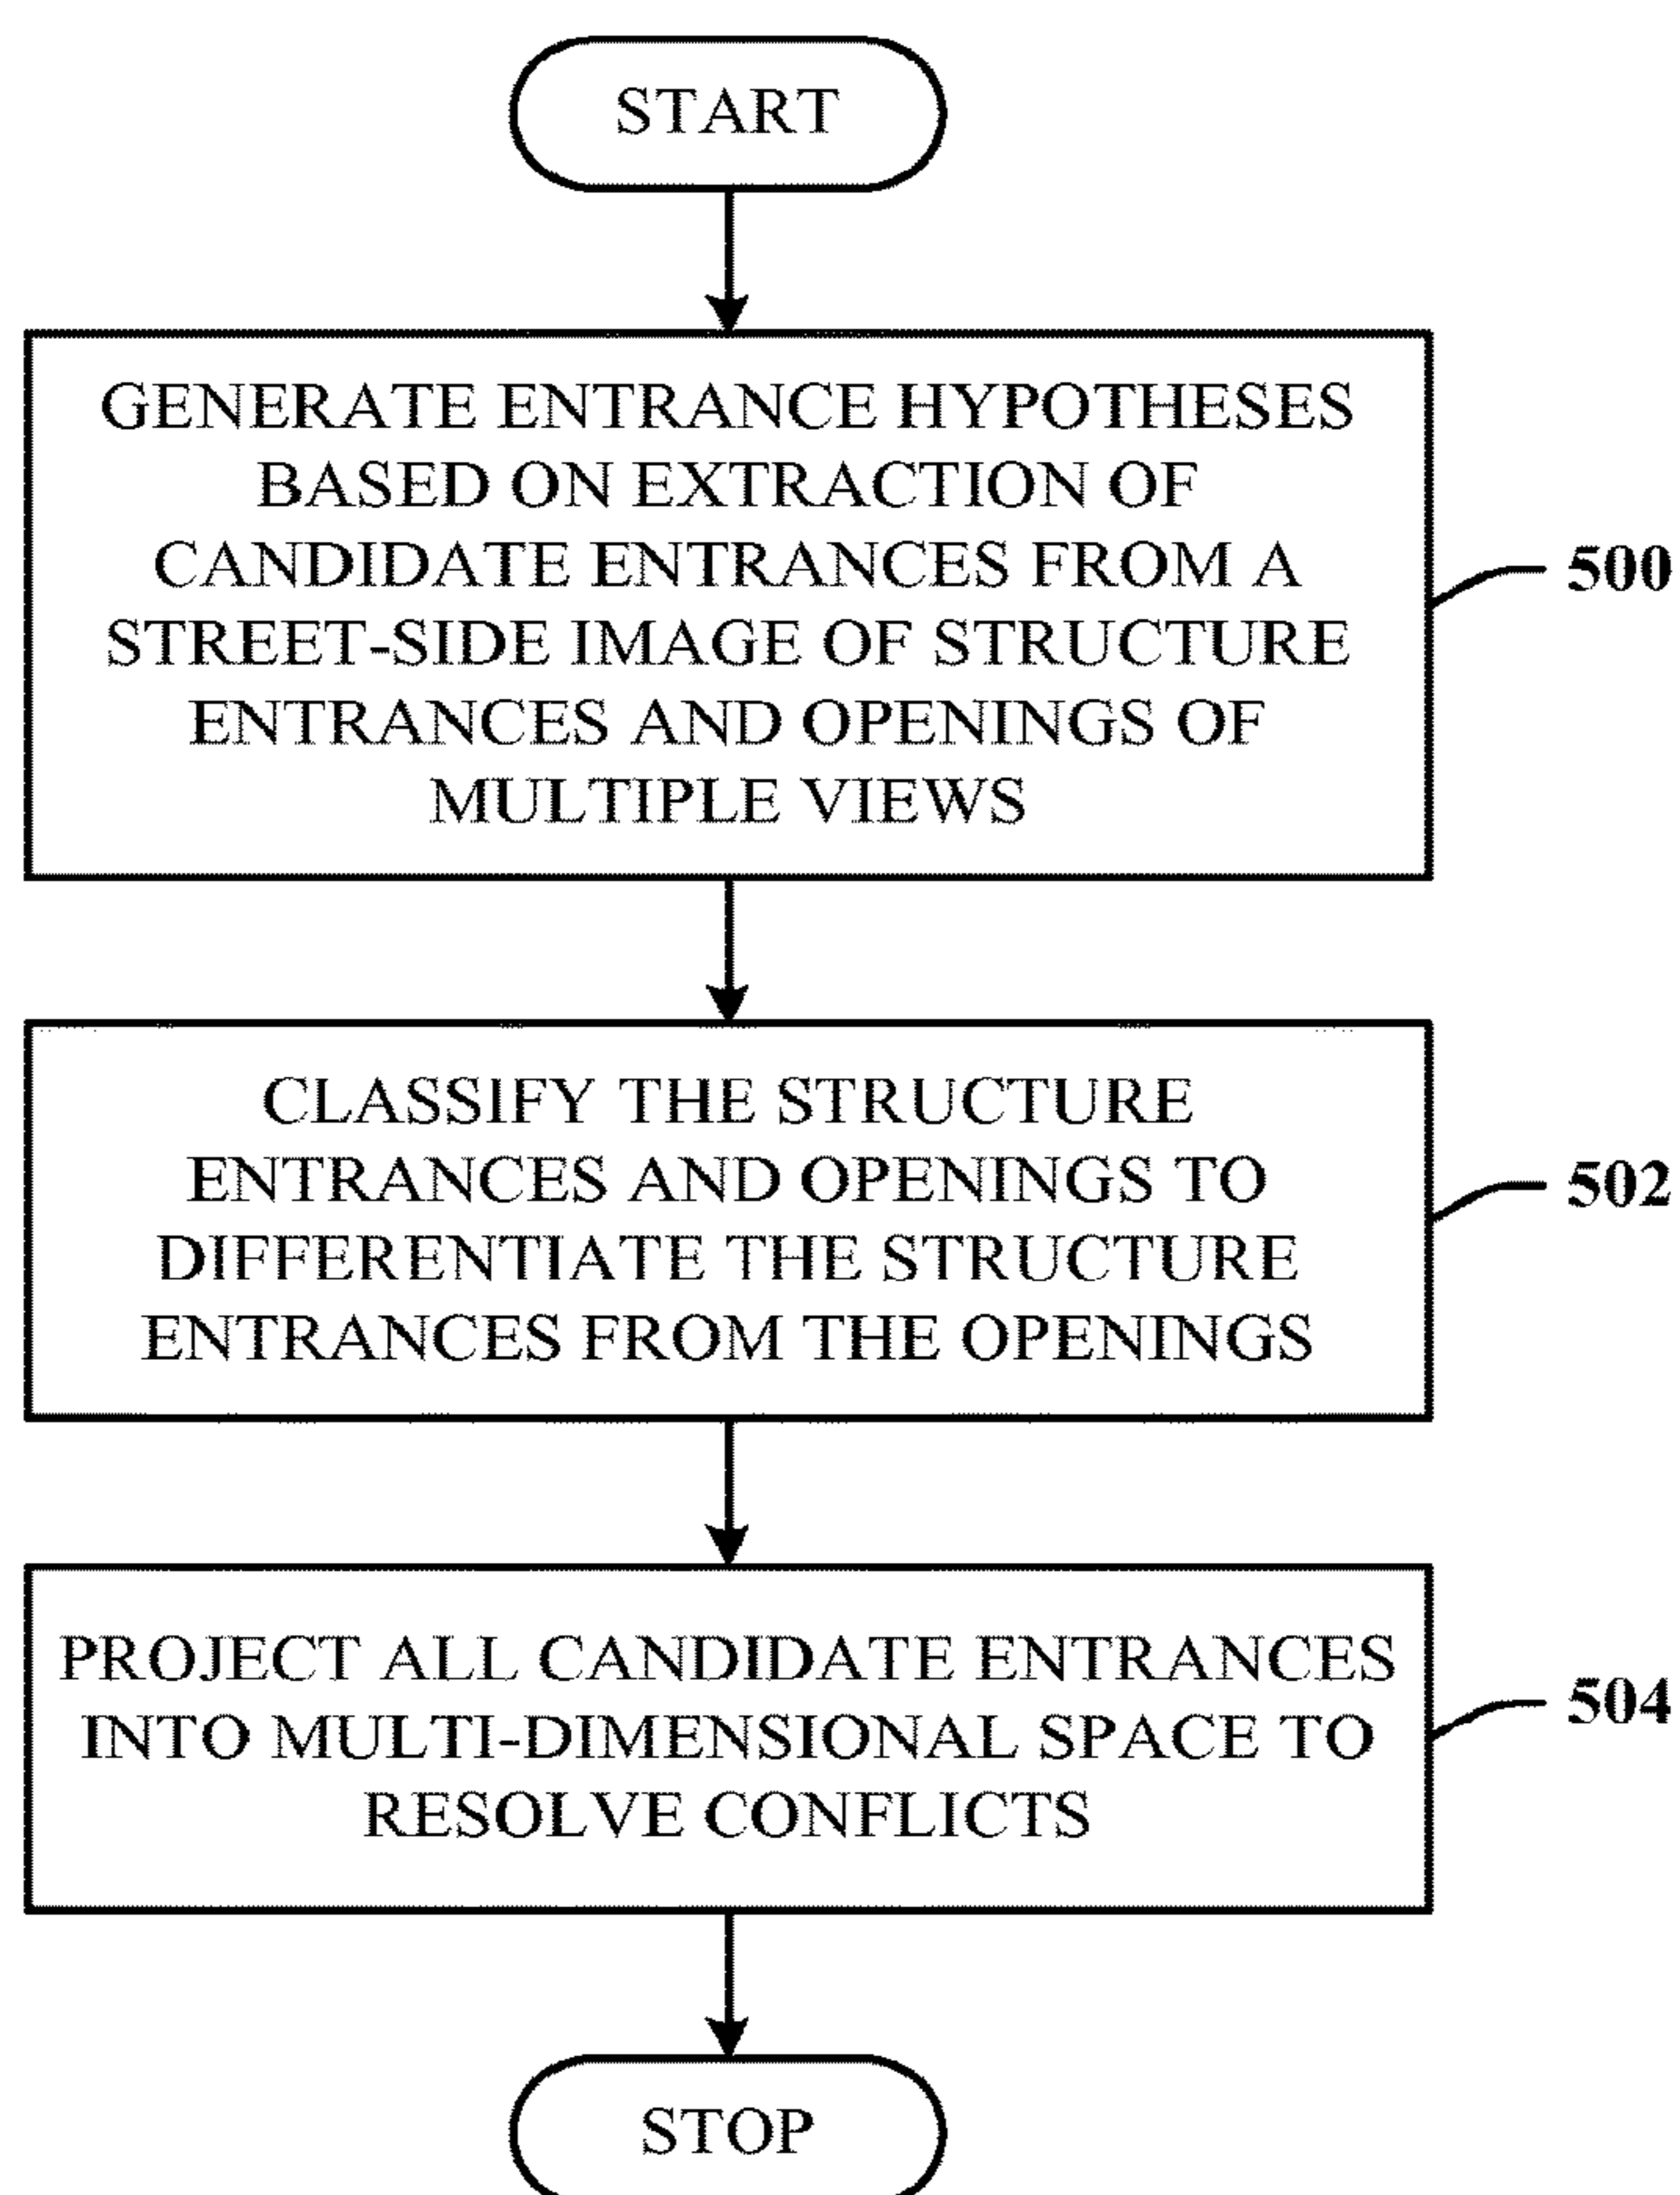 START
GENERATE ENTRANCE HYPOTHESES
BASED ON EXTRACTION OF
CANDIDATE ENTRANCES FROM A
STREET-SIDE IMAGE OF STRUCTURE
ENTRANCES AND OPENINGS OF
MULTIPLE VIEWS
500
CLASSIFY THE STRUCTURE
ENTRANCES AND OPENINGS TO
DIFFERENTIATE THE STRUCTURE
ENTRANCES FROM THE OPENINGS
502
PROJECT ALL CANDIDATE ENTRANCES
INTO MULTI-DIMENSIONAL SPACE TO
RESOLVE CONFLICTS
504
STOP